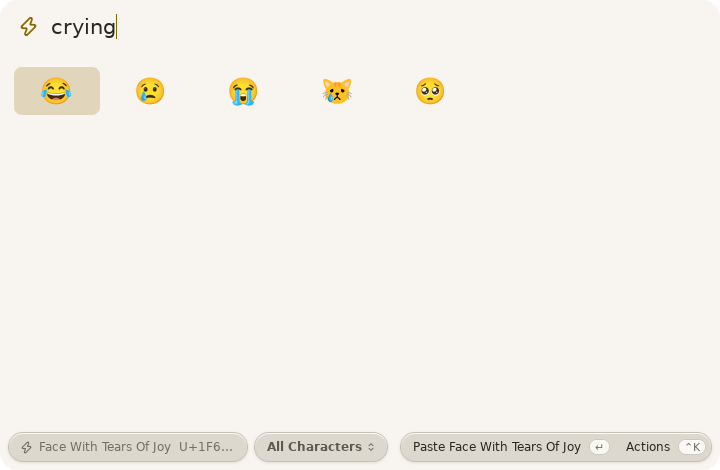 crying
😂 😢 😭 😿 🥺
Face With Tears Of Joy U+1F6… All Characters Paste Face With Tears Of Joy ↵ Actions ⌃K